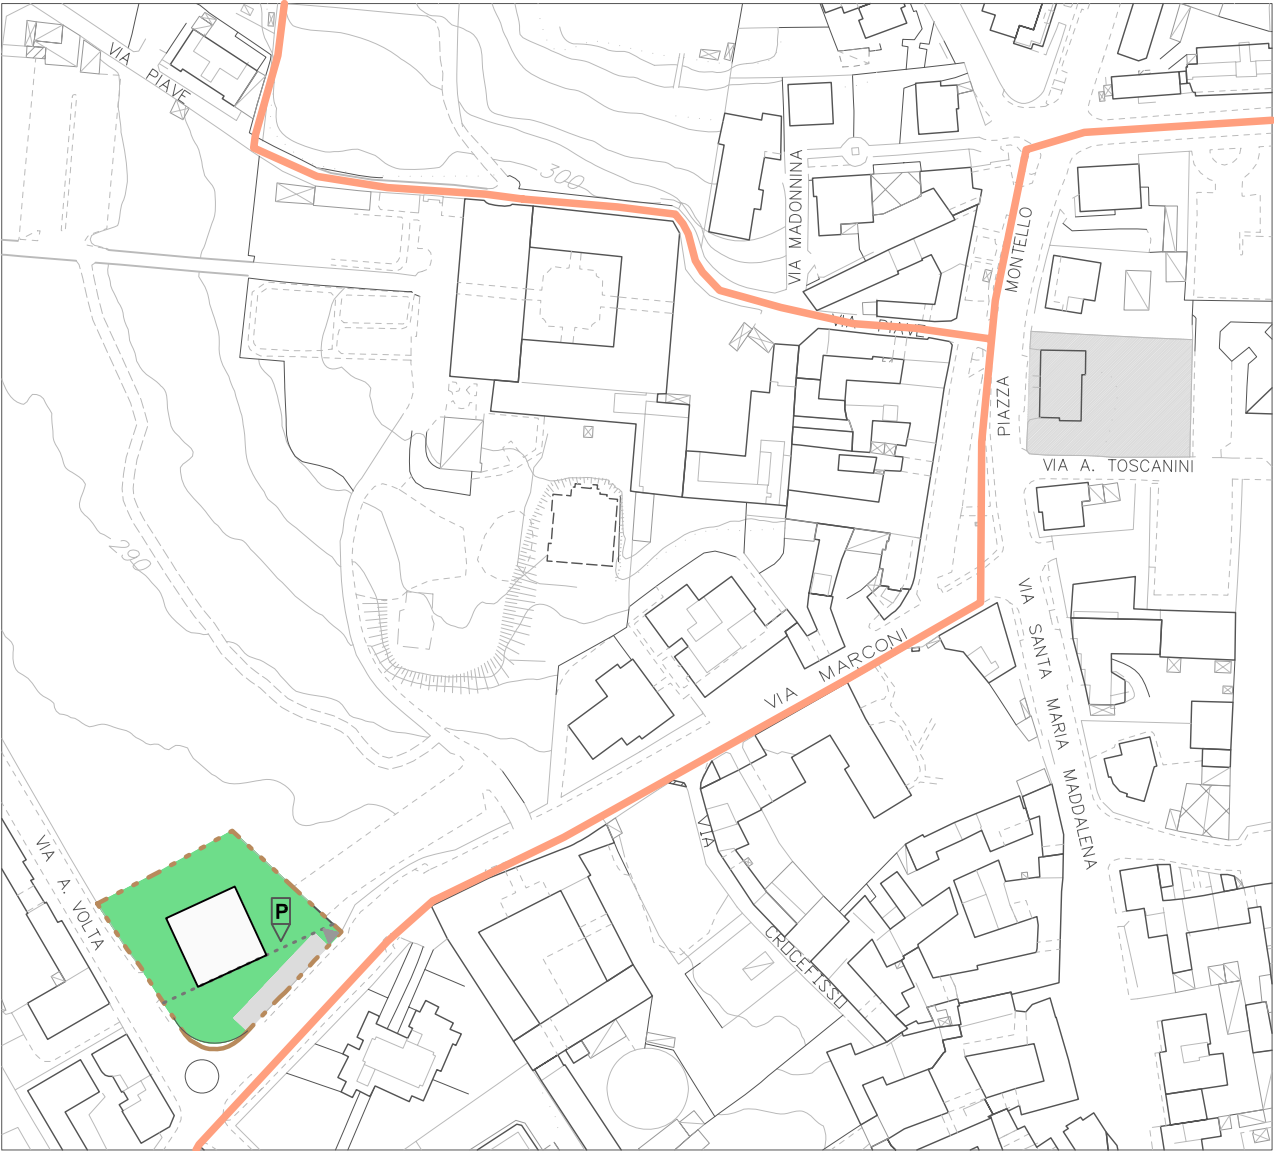 VIA PIAVE
300
VIA MADONNINA
MONTELLO
PIAZZA
VIA PIAVE
VIA A. TOSCANINI
290
VIA MARCONI
VIA SANTA MARIA MADDALENA
VIA CROCEFISSO
VIA A. VOLTA
P